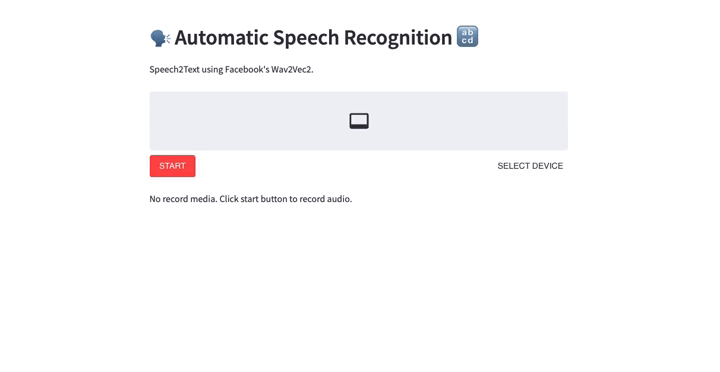 🗣️ Automatic Speech Recognition 🔡
Speech2Text using Facebook's Wav2Vec2.
START
SELECT DEVICE
No record media. Click start button to record audio.